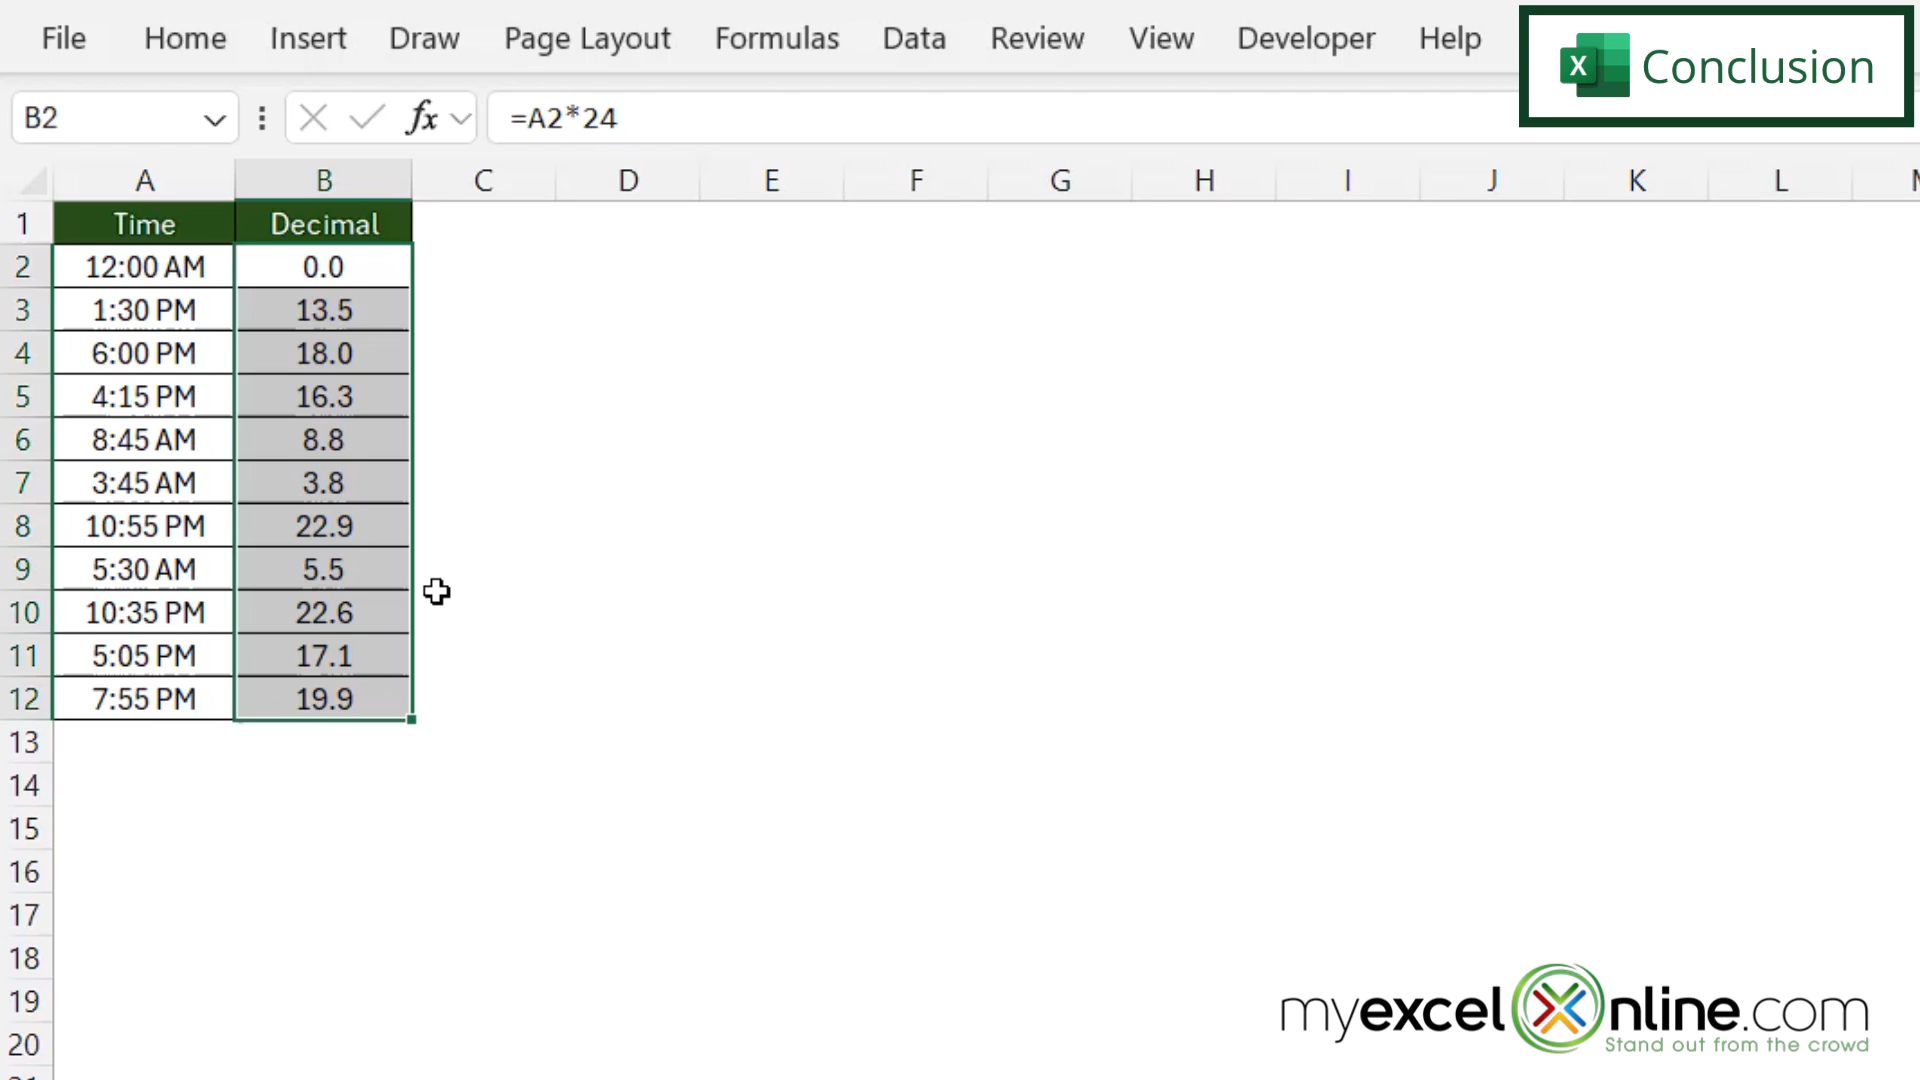 File Home Insert Draw Page Layout Formulas Data Review View Developer Help
X Conclusion
B2 fx =A2*24
A B C D E F G H I J K L
1 Time Decimal
2 12:00 AM 0.0
3 1:30 PM 13.5
4 6:00 PM 18.0
5 4:15 PM 16.3
6 8:45 AM 8.8
7 3:45 AM 3.8
8 10:55 PM 22.9
9 5:30 AM 5.5
10 10:35 PM 22.6
11 5:05 PM 17.1
12 7:55 PM 19.9
13
14
15
16
17
18
19
20
myexcelOnline.com
Stand out from the crowd